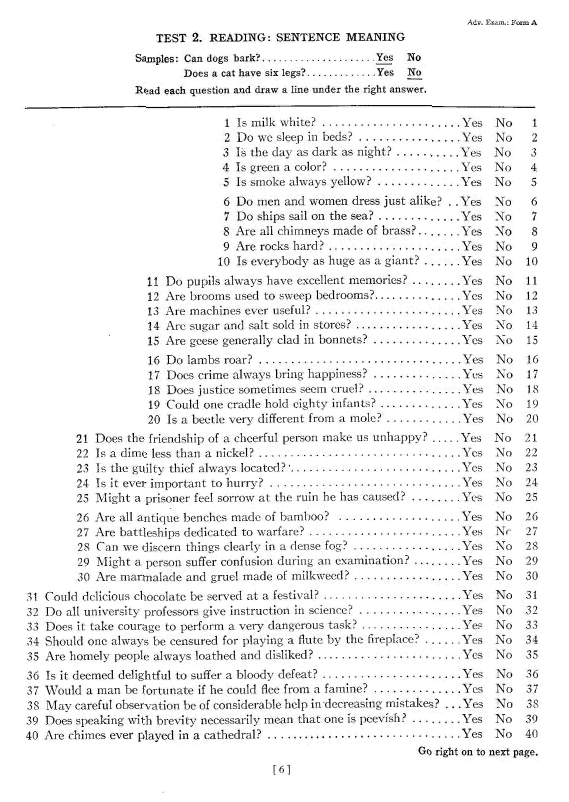 Adv. Exam.: Form A
TEST 2. READING: SENTENCE MEANING
Samples: Can dogs bark?.....................Yes No
Does a cat have six legs?.............Yes No
Read each question and draw a line under the right answer.
1 Is milk white? ......................Yes No 1
2 Do we sleep in beds? ................Yes No 2
3 Is the day as dark as night? ..........Yes No 3
4 Is green a color? ....................Yes No 4
5 Is smoke always yellow? .............Yes No 5
6 Do men and women dress just alike? ..Yes No 6
7 Do ships sail on the sea? .............Yes No 7
8 Are all chimneys made of brass?.......Yes No 8
9 Are rocks hard? .....................Yes No 9
10 Is everybody as huge as a giant? ......Yes No 10
11 Do pupils always have excellent memories? ........Yes No 11
12 Are brooms used to sweep bedrooms?..............Yes No 12
13 Are machines ever useful? .......................Yes No 13
14 Are sugar and salt sold in stores? .................Yes No 14
15 Are geese generally clad in bonnets? ..............Yes No 15
16 Do lambs roar? ................................Yes No 16
17 Does crime always bring happiness? ..............Yes No 17
18 Does justice sometimes seem cruel? ...............Yes No 18
19 Could one cradle hold eighty infants? .............Yes No 19
20 Is a beetle very different from a mole? ............Yes No 20
21 Does the friendship of a cheerful person make us unhappy? .....Yes No 21
22 Is a dime less than a nickel? ................................Yes No 22
23 Is the guilty thief always located? ...........................Yes No 23
24 Is it ever important to hurry? ..............................Yes No 24
25 Might a prisoner feel sorrow at the ruin he has caused? ........Yes No 25
26 Are all antique benches made of bamboo? ...................Yes No 26
27 Are battleships dedicated to warfare? ........................Yes No 27
28 Can we discern things clearly in a dense fog? .................Yes No 28
29 Might a person suffer confusion during an examination? ........Yes No 29
30 Are marmalade and gruel made of milkweed? .................Yes No 30
31 Could delicious chocolate be served at a festival? ......................Yes No 31
32 Do all university professors give instruction in science? ................Yes No 32
33 Does it take courage to perform a very dangerous task? ................Yes No 33
34 Should one always be censured for playing a flute by the fireplace? ......Yes No 34
35 Are homely people always loathed and disliked? .......................Yes No 35
36 Is it deemed delightful to suffer a bloody defeat? ......................Yes No 36
37 Would a man be fortunate if he could flee from a famine? ..............Yes No 37
38 May careful observation be of considerable help in decreasing mistakes? ...Yes No 38
39 Does speaking with brevity necessarily mean that one is peevish? ........Yes No 39
40 Are chimes ever played in a cathedral? ...............................Yes No 40
Go right on to next page.
[ 6 ]